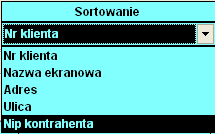 Sortowanie
Nr klienta
Nr klienta
Nazwa ekranowa
Adres
Ulica
Nip kontrahenta